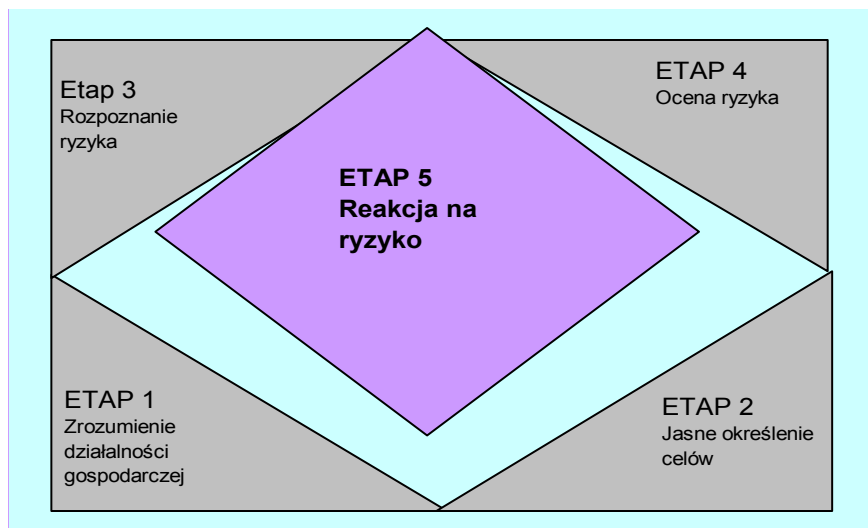 Etap 3
Rozpoznanie
ryzyka
ETAP 4
Ocena ryzyka
ETAP 5
Reakcja na
ryzyko
ETAP 1
Zrozumienie
działalności
gospodarczej
ETAP 2
Jasne określenie
celów